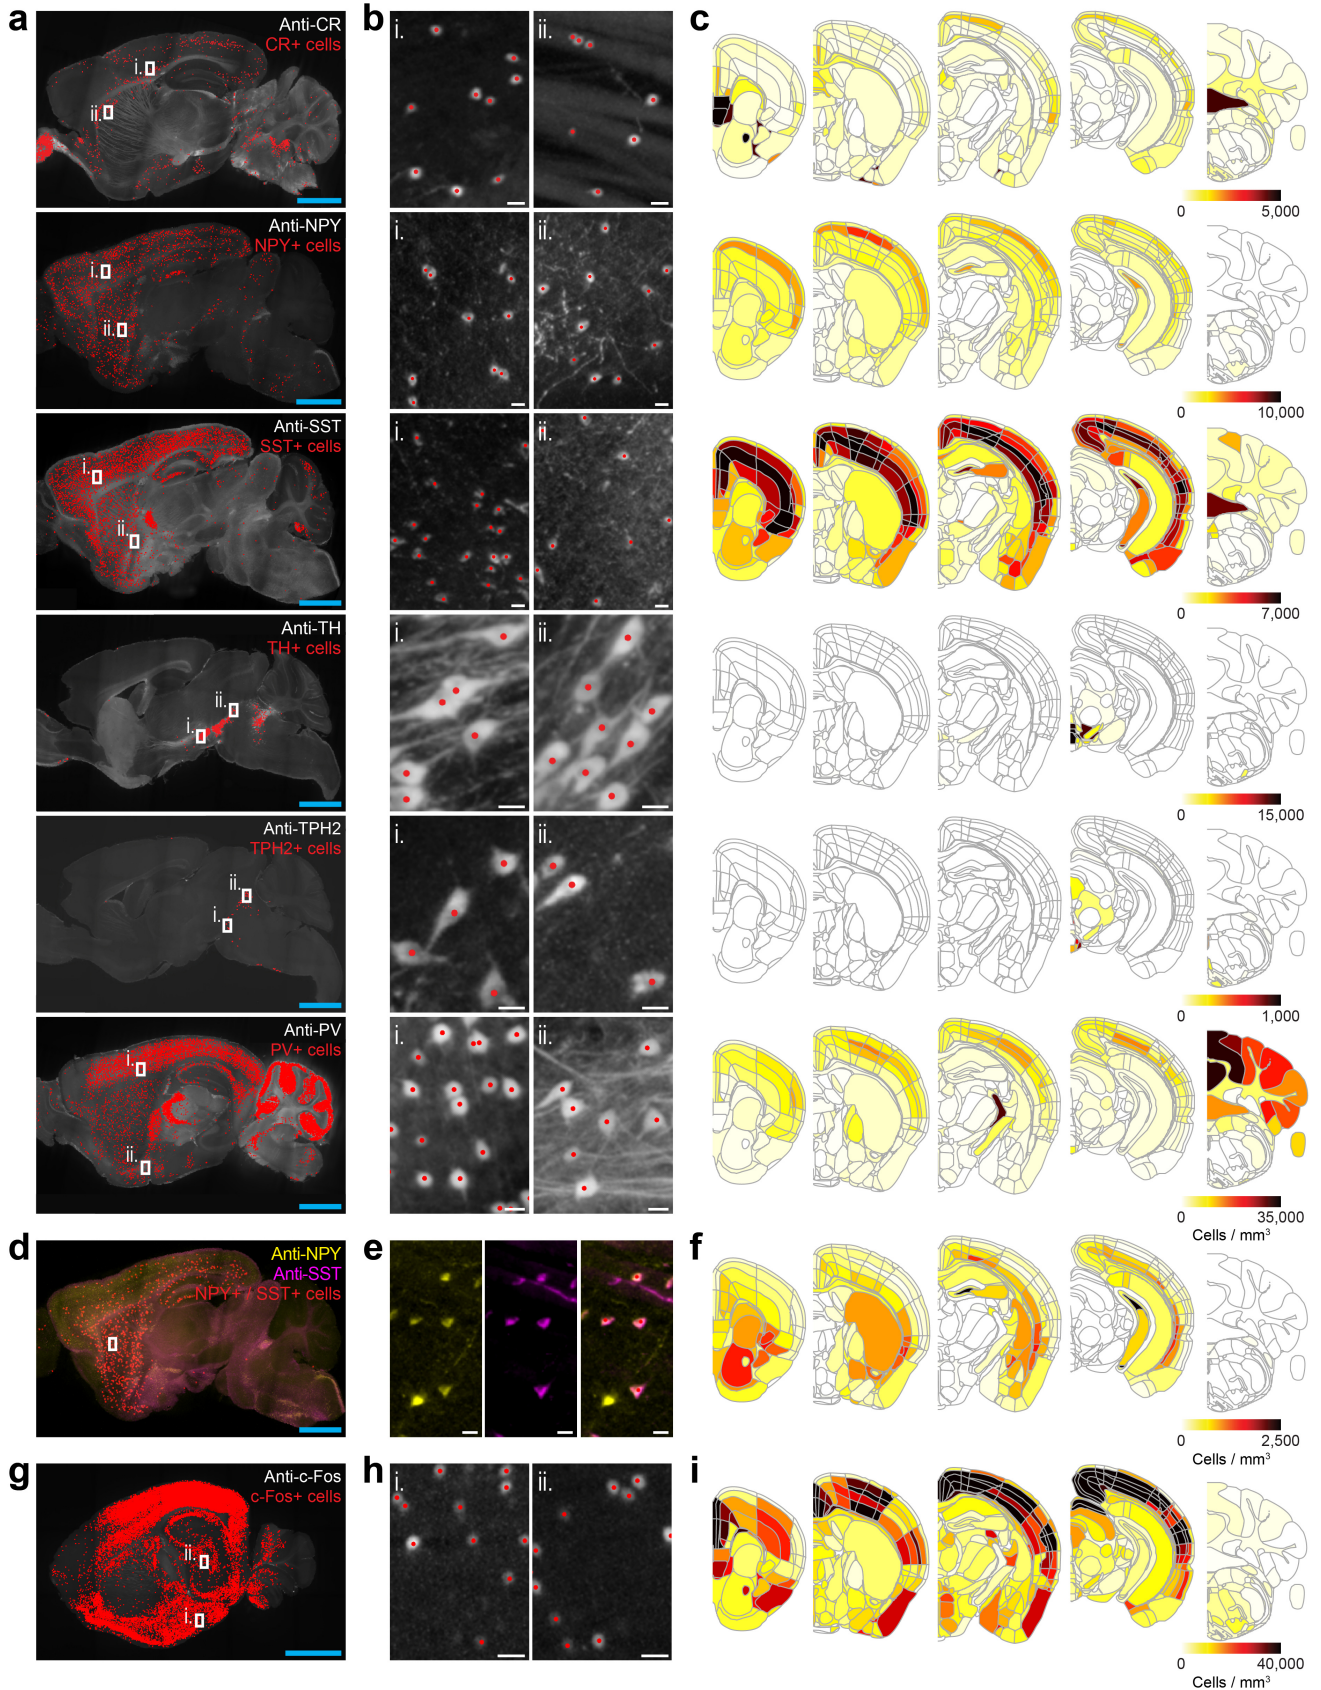 a
b
c
Anti-CR
CR+ cells
i.
ii.
i.
ii.
0
5,000
Anti-NPY
NPY+ cells
i.
ii.
i.
ii.
0
10,000
Anti-SST
SST+ cells
i.
ii.
i.
ii.
0
7,000
Anti-TH
TH+ cells
ii.
i.
i.
ii.
0
15,000
Anti-TPH2
TPH2+ cells
ii.
i.
i.
ii.
0
1,000
Anti-PV
PV+ cells
i.
ii.
i.
ii.
0
35,000
Cells / mm³
d
e
f
Anti-NPY
Anti-SST
NPY+ / SST+ cells
0
2,500
Cells / mm³
g
h
i
Anti-c-Fos
c-Fos+ cells
ii.
i.
i.
ii.
0
40,000
Cells / mm³